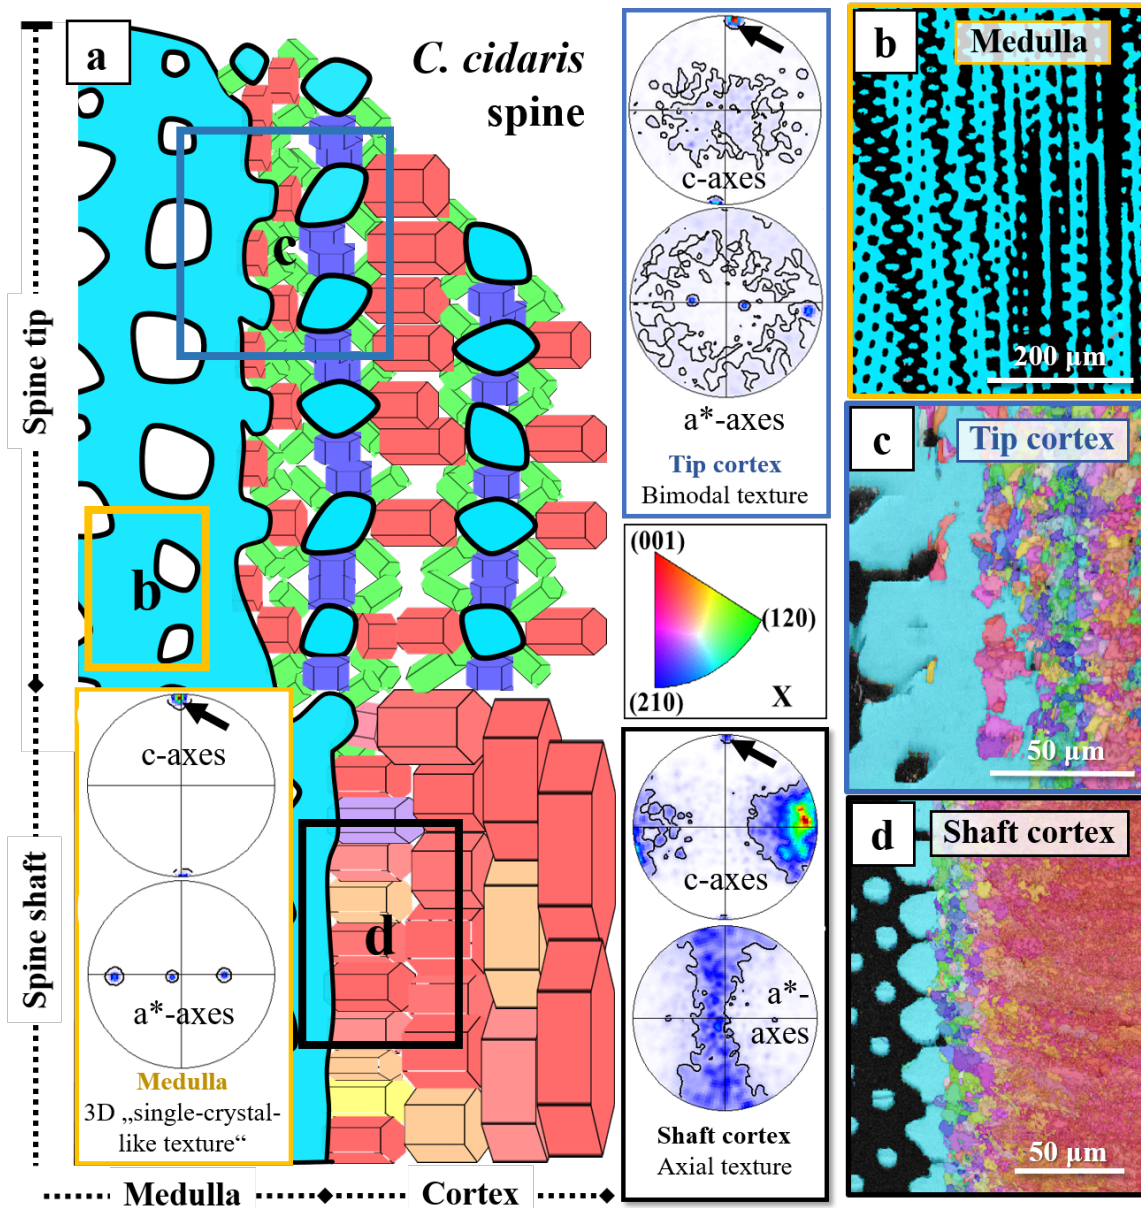 a
C. cidaris
spine
c
b
d
Spine tip
Spine shaft
Medulla
Cortex
c-axes
a*-axes
Medulla
3D „single-crystal-
like texture“
c-axes
a*-axes
Tip cortex
Bimodal texture
(001)
(120)
(210)
X
c-axes
a*-
axes
Shaft cortex
Axial texture
b
Medulla
200 µm
c
Tip cortex
50 µm
d
Shaft cortex
50 µm